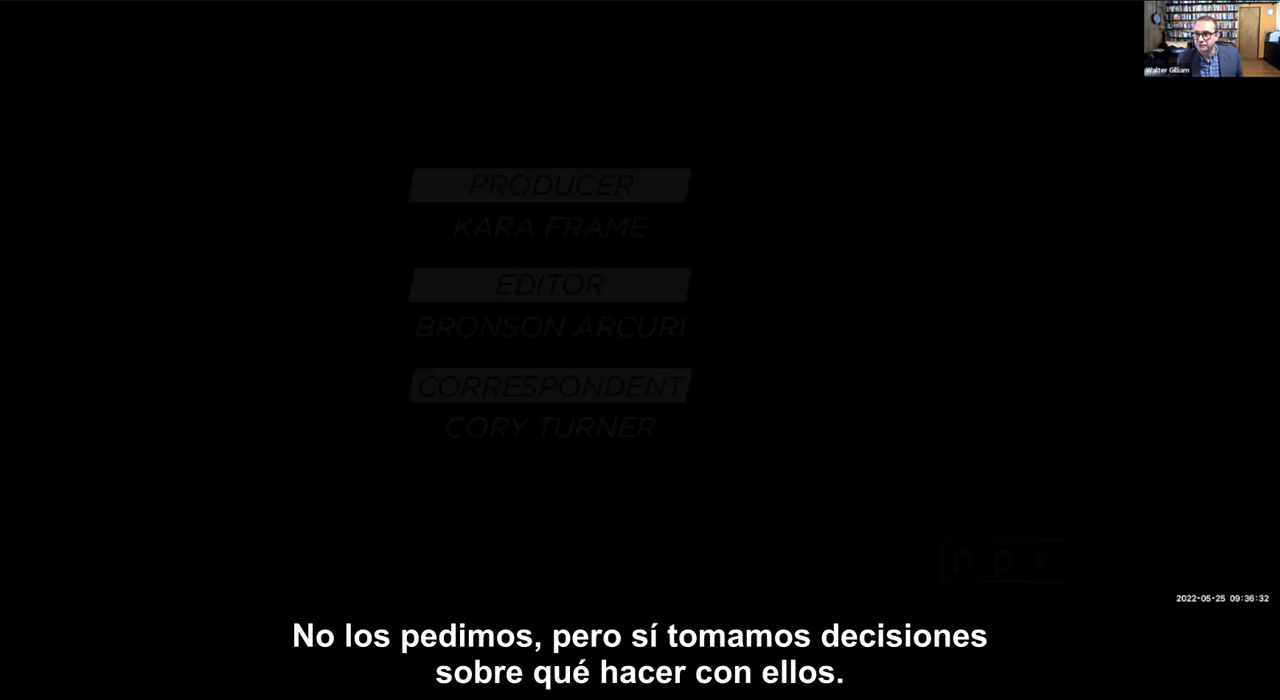 Walter Gilliam
PRODUCER
KARA FRAME
EDITOR
BRONSON ARCURI
CORRESPONDENT
CORY TURNER
npr
2022-05-25 09:36:32
No los pedimos, pero sí tomamos decisiones
sobre qué hacer con ellos.